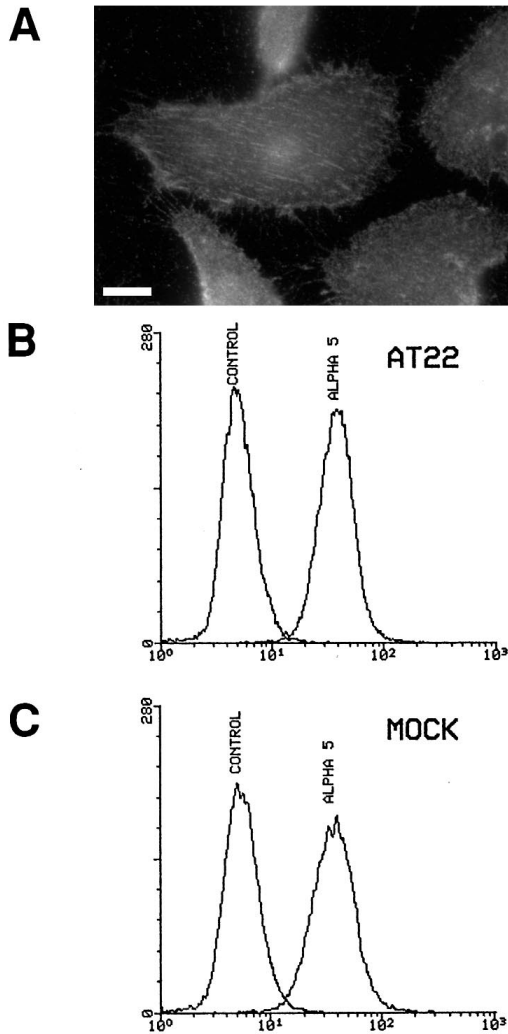 A
B
280
CONTROL
ALPHA 5
AT22
0
10⁰
10¹
10²
10³
C
280
CONTROL
ALPHA 5
MOCK
0
10⁰
10¹
10²
10³